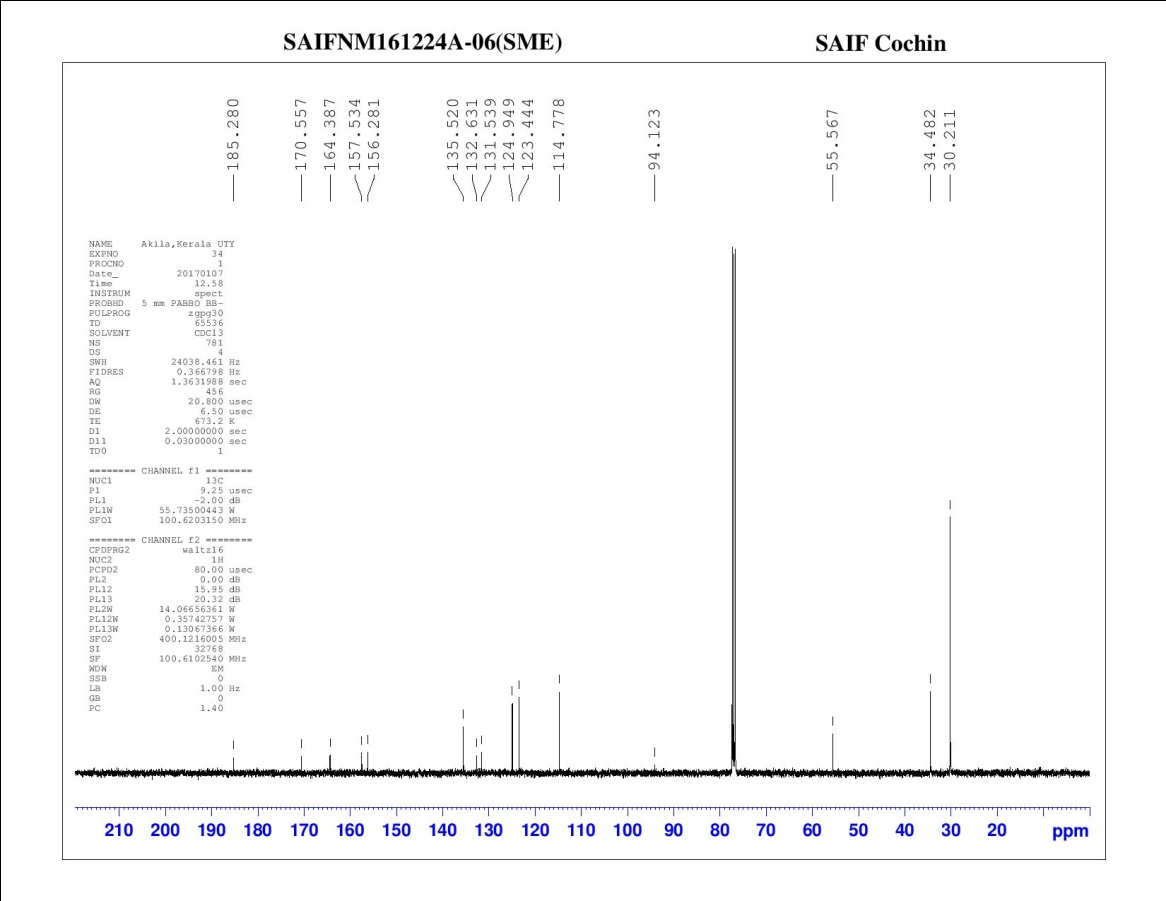 SAIFNM161224A-06(SME) SAIF Cochin
185.280
170.557
164.387
157.534
156.281
135.520
132.631
131.539
124.949
123.444
114.778
94.123
55.567
34.482
30.211
NAME Akila,Kerala UTY
EXPNO 34
PROCNO 1
Date_ 20170107
Time 12.58
INSTRUM spect
PROBHD 5 mm PABBO BB-
PULPROG zgpg30
TD 65536
SOLVENT CDCl3
NS 781
DS 4
SWH 24038.461 Hz
FIDRES 0.366798 Hz
AQ 1.3631988 sec
RG 456
DW 20.800 usec
DE 6.50 usec
TE 673.2 K
D1 2.00000000 sec
D11 0.03000000 sec
TD0 1
======== CHANNEL f1 ========
NUC1 13C
P1 9.25 usec
PL1 -2.00 dB
PL1W 55.73500443 W
SFO1 100.6203150 MHz
======== CHANNEL f2 ========
CPDPRG2 waltz16
NUC2 1H
PCPD2 80.00 usec
PL2 0.00 dB
PL12 15.95 dB
PL13 20.32 dB
PL2W 14.06656361 W
PL12W 0.35742757 W
PL13W 0.13067366 W
SFO2 400.1216005 MHz
SI 32768
SF 100.6102540 MHz
WDW EM
SSB 0
LB 1.00 Hz
GB 0
PC 1.40
210 200 190 180 170 160 150 140 130 120 110 100 90 80 70 60 50 40 30 20 ppm